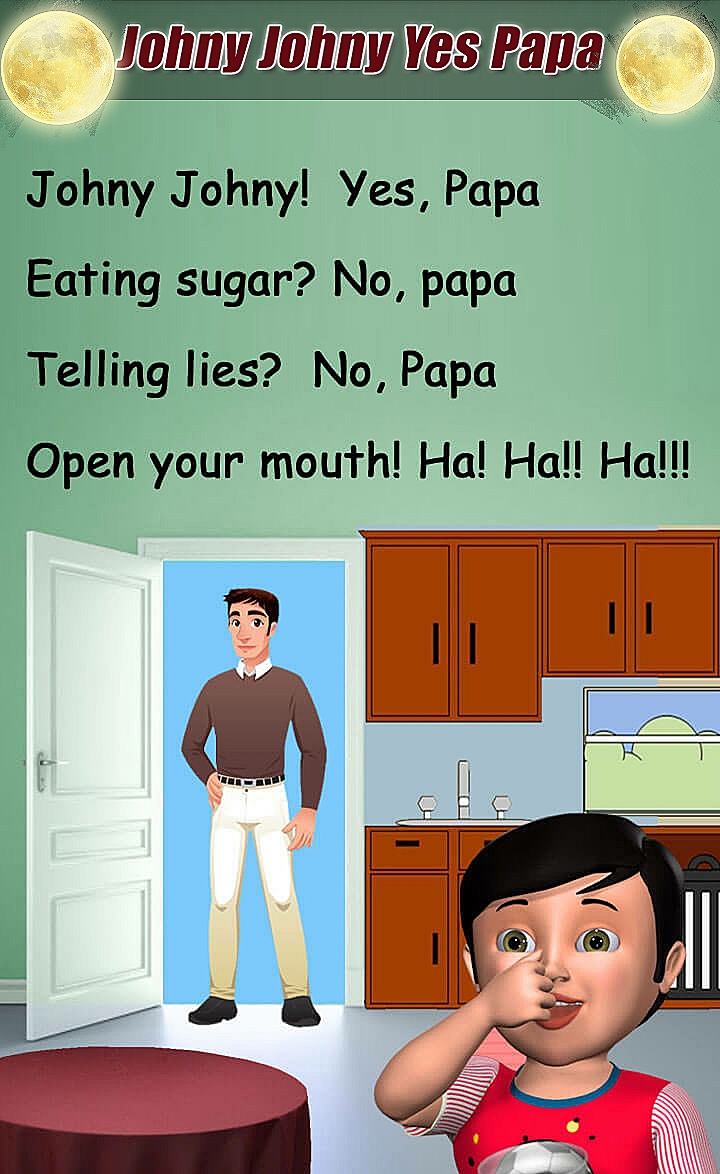 Johny Johny Yes Papa
Johny Johny! Yes, Papa
Eating sugar? No, papa
Telling lies? No, Papa
Open your mouth! Ha! Ha!! Ha!!!